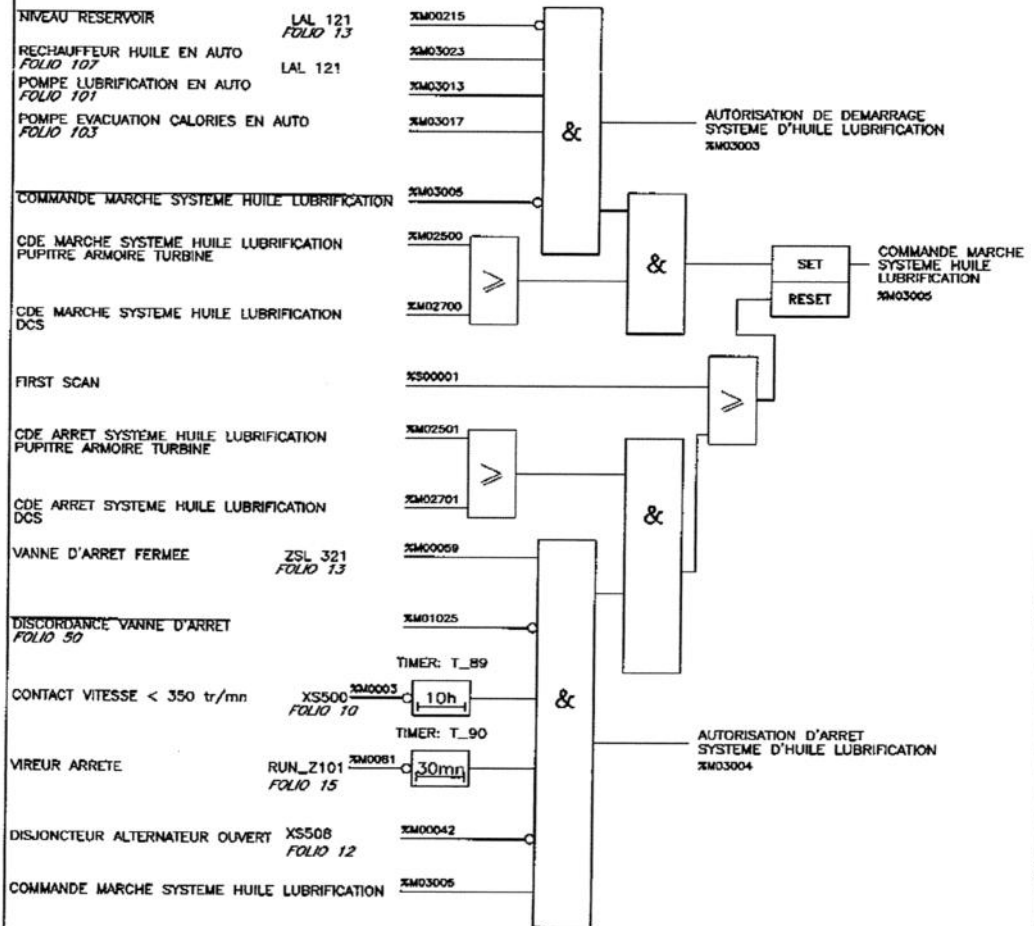 NIVEAU RESERVOIR LAL 121 %M00215
FOLIO 13
RECHAUFFEUR HUILE EN AUTO %M03023
FOLIO 107 LAL 121
POMPE LUBRIFICATION EN AUTO %M03013
FOLIO 101
POMPE EVACUATION CALORIES EN AUTO %M03017
FOLIO 103
&
AUTORISATION DE DEMARRAGE
SYSTEME D'HUILE LUBRIFICATION
%M03003
COMMANDE MARCHE SYSTEME HUILE LUBRIFICATION %M03005
CDE MARCHE SYSTEME HUILE LUBRIFICATION %M02500
PUPITRE ARMOIRE TURBINE
⩾
&
SET
RESET
COMMANDE MARCHE
SYSTEME HUILE
LUBRIFICATION
%M03005
CDE MARCHE SYSTEME HUILE LUBRIFICATION %M02700
DCS
FIRST SCAN %S00001
⩾
CDE ARRET SYSTEME HUILE LUBRIFICATION %M02501
PUPITRE ARMOIRE TURBINE
⩾
CDE ARRET SYSTEME HUILE LUBRIFICATION %M02701
DCS
&
VANNE D'ARRET FERMEE ZSL 321 %M00059
FOLIO 13
DISCORDANCE VANNE D'ARRET %M01025
FOLIO 50
TIMER: T_89
CONTACT VITESSE < 350 tr/mn XS500 %M0003 10h
FOLIO 10
&
TIMER: T_90
VIREUR ARRETE RUN_Z101 %M0081 30mn
FOLIO 15
AUTORISATION D'ARRET
SYSTEME D'HUILE LUBRIFICATION
%M03004
DISJONCTEUR ALTERNATEUR OUVERT XS508 %M00042
FOLIO 12
COMMANDE MARCHE SYSTEME HUILE LUBRIFICATION %M03005